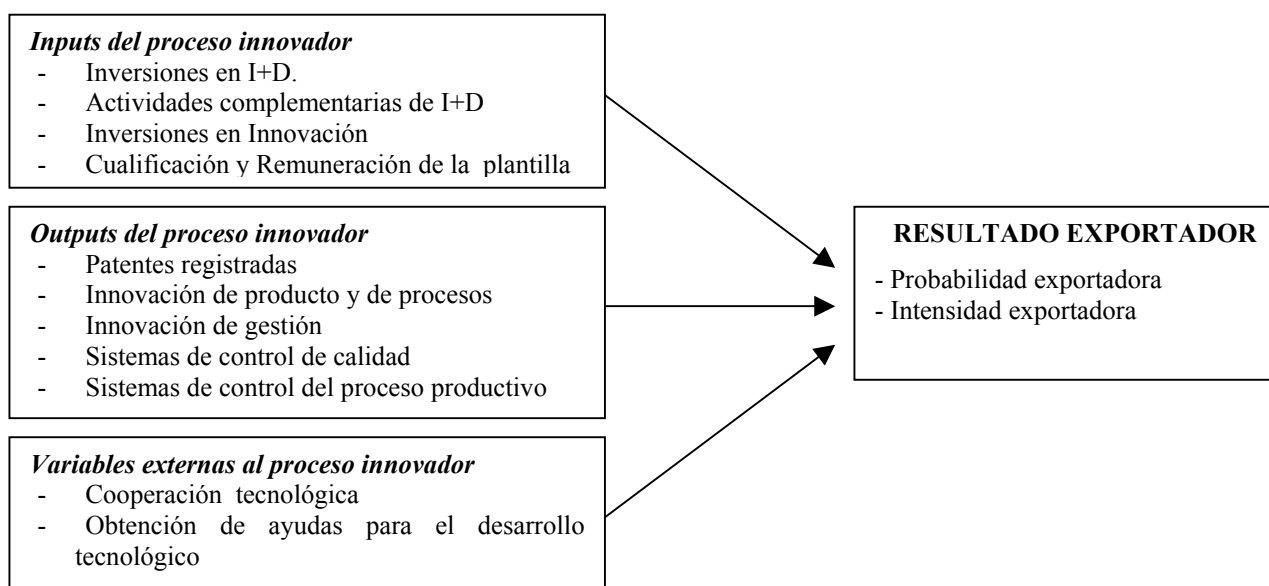 Inputs del proceso innovador
- Inversiones en I+D.
- Actividades complementarias de I+D
- Inversiones en Innovación
- Cualificación y Remuneración de la plantilla
Outputs del proceso innovador
- Patentes registradas
- Innovación de producto y de procesos
- Innovación de gestión
- Sistemas de control de calidad
- Sistemas de control del proceso productivo
Variables externas al proceso innovador
- Cooperación tecnológica
- Obtención de ayudas para el desarrollo
tecnológico
RESULTADO EXPORTADOR
- Probabilidad exportadora
- Intensidad exportadora